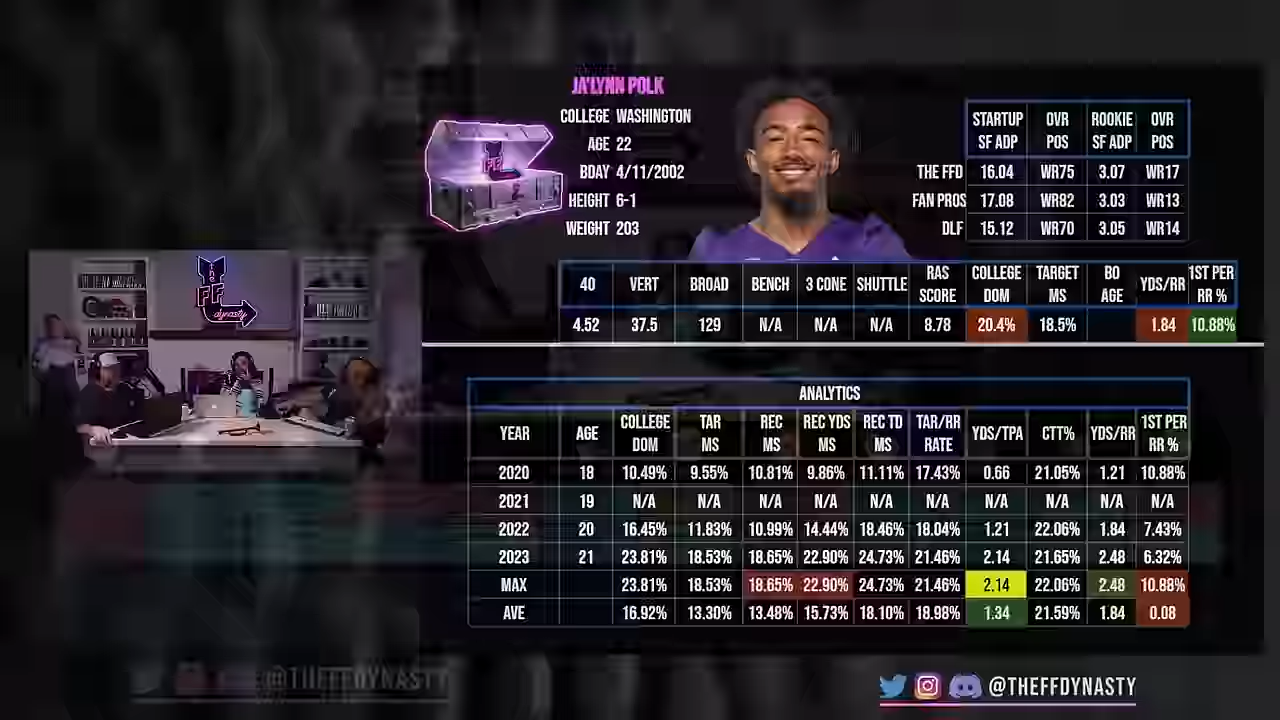 JA'LYNN POLK
COLLEGE WASHINGTON
AGE 22
BDAY 4/11/2002
HEIGHT 6-1
WEIGHT 203
FF
STARTUP SF ADP OVR POS ROOKIE SF ADP OVR POS
THE FFD 16.04 WR75 3.07 WR17
FAN PROS 17.08 WR82 3.03 WR13
DLF 15.12 WR70 3.05 WR14
40 VERT BROAD BENCH 3 CONE SHUTTLE RAS SCORE COLLEGE DOM TARGET MS BO AGE YDS/RR 1ST PER RR %
4.52 37.5 129 N/A N/A N/A 8.78 20.4% 18.5% 1.84 10.88%
the
FF
dynasty
ANALYTICS
YEAR AGE COLLEGE DOM TAR MS REC MS REC YDS MS REC TD MS TAR/RR RATE YDS/TPA CTT% YDS/RR 1ST PER RR %
2020 18 10.49% 9.55% 10.81% 9.86% 11.11% 17.43% 0.66 21.05% 1.21 10.88%
2021 19 N/A N/A N/A N/A N/A N/A N/A N/A N/A N/A
2022 20 16.45% 11.83% 10.99% 14.44% 18.46% 18.04% 1.21 22.06% 1.84 7.43%
2023 21 23.81% 18.53% 18.65% 22.90% 24.73% 21.46% 2.14 21.65% 2.48 6.32%
MAX 23.81% 18.53% 18.65% 22.90% 24.73% 21.46% 2.14 22.06% 2.48 10.88%
AVE 16.92% 13.30% 13.48% 15.73% 18.10% 18.98% 1.34 21.59% 1.84 0.08
@THEFFDYNASTY
@THEFFDYNASTY